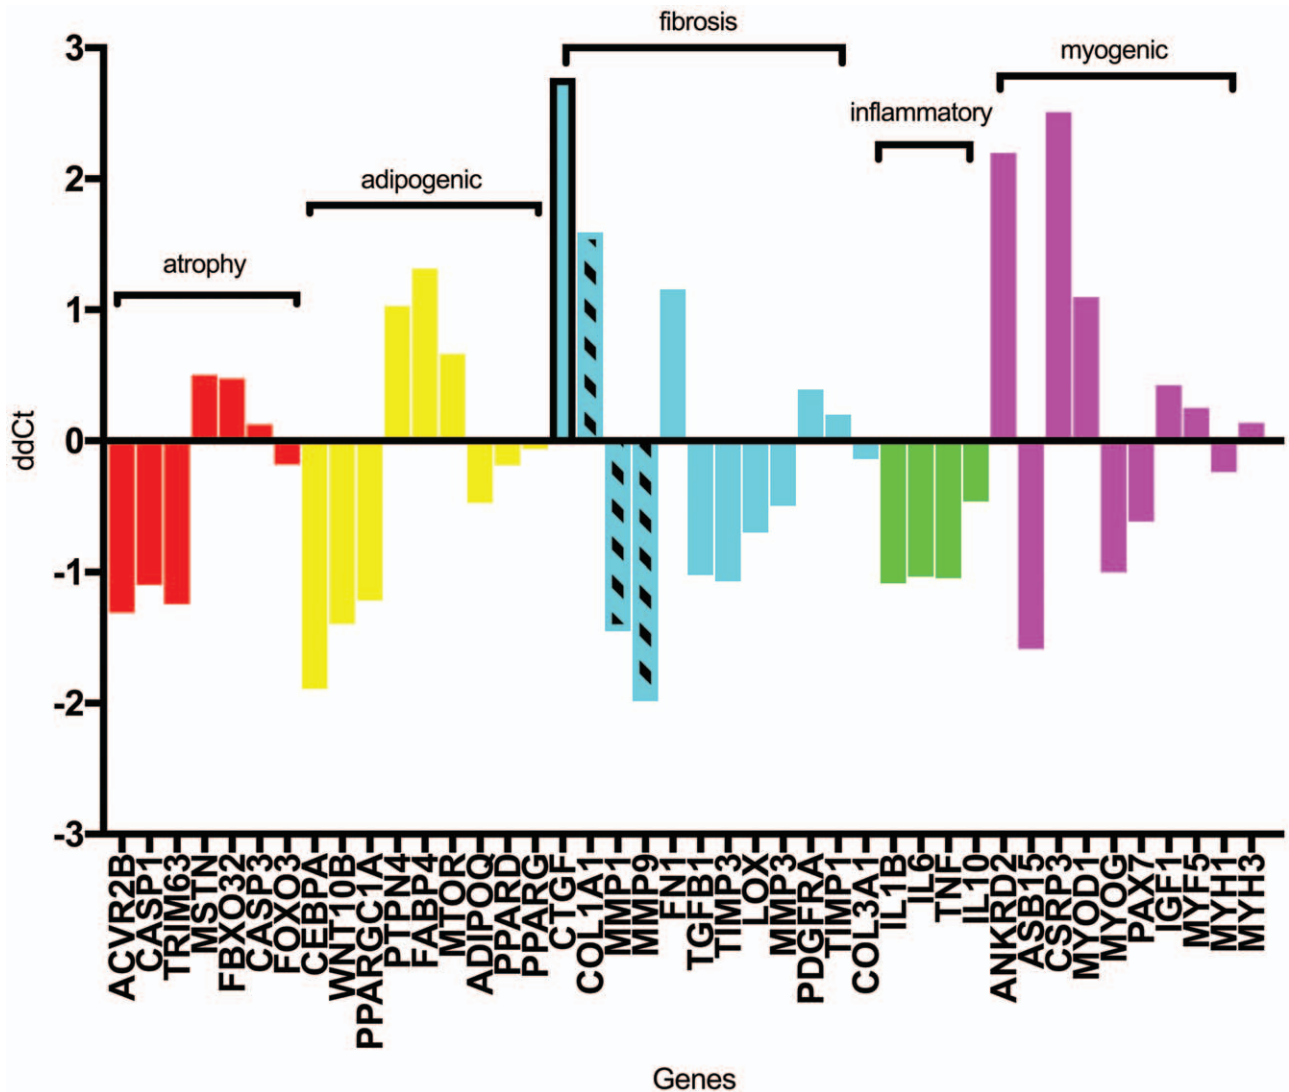 fibrosis
myogenic
inflammatory
adipogenic
atrophy
3
2
1
0
-1
-2
-3
ddCt
ACVR2B
CASP1
TRIM63
MSTN
FBXO32
CASP3
FOXO3
CEBPA
WNT10B
PPARGC1A
PTPN4
FABP4
MTOR
ADIPOQ
PPARD
PPARG
CTGF
COL1A1
MMP1
MMP9
FN1
TGFB1
TIMP3
LOX
MMP3
PDGFRA
TIMP1
COL3A1
IL1B
IL6
TNF
IL10
ANKRD2
ASB15
CSRP3
MYOD1
MYOG
PAX7
IGF1
MYF5
MYH1
MYH3
Genes